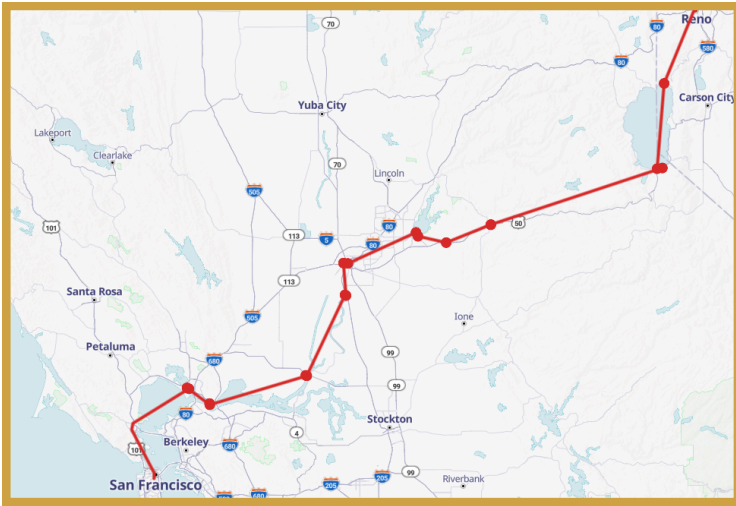 70
80
Reno
580
80
Yuba City
Carson City
Lakeport
Clearlake
70
Lincoln
505
101
80
50
113
5
80
113
Santa Rosa
505
Ione
Petaluma
680
99
99
80
Stockton
4
Berkeley
680
101
99
205
205
Riverbank
San Francisco
680